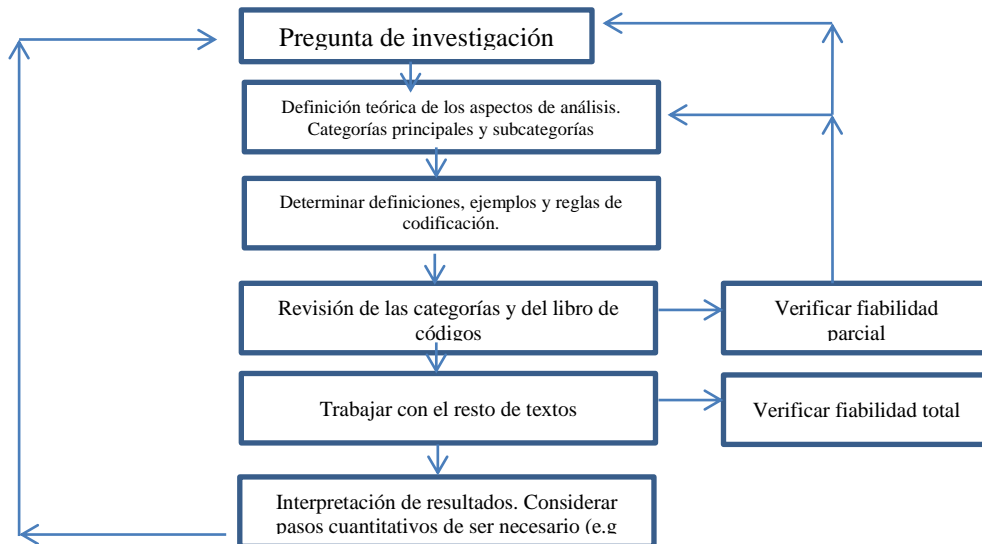 Pregunta de investigación
Definición teórica de los aspectos de análisis.
Categorías principales y subcategorías
Determinar definiciones, ejemplos y reglas de
codificación.
Revisión de las categorías y del libro de
códigos
Verificar fiabilidad
parcial
Trabajar con el resto de textos
Verificar fiabilidad total
Interpretación de resultados. Considerar
pasos cuantitativos de ser necesario (e.g